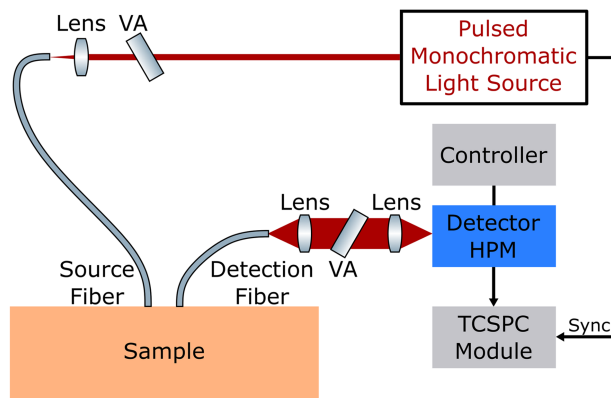 Lens
VA
Pulsed
Monochromatic
Light Source
Controller
Lens
Lens
Detector
HPM
VA
Source
Fiber
Detection
Fiber
TCSPC
Module
Sync
Sample